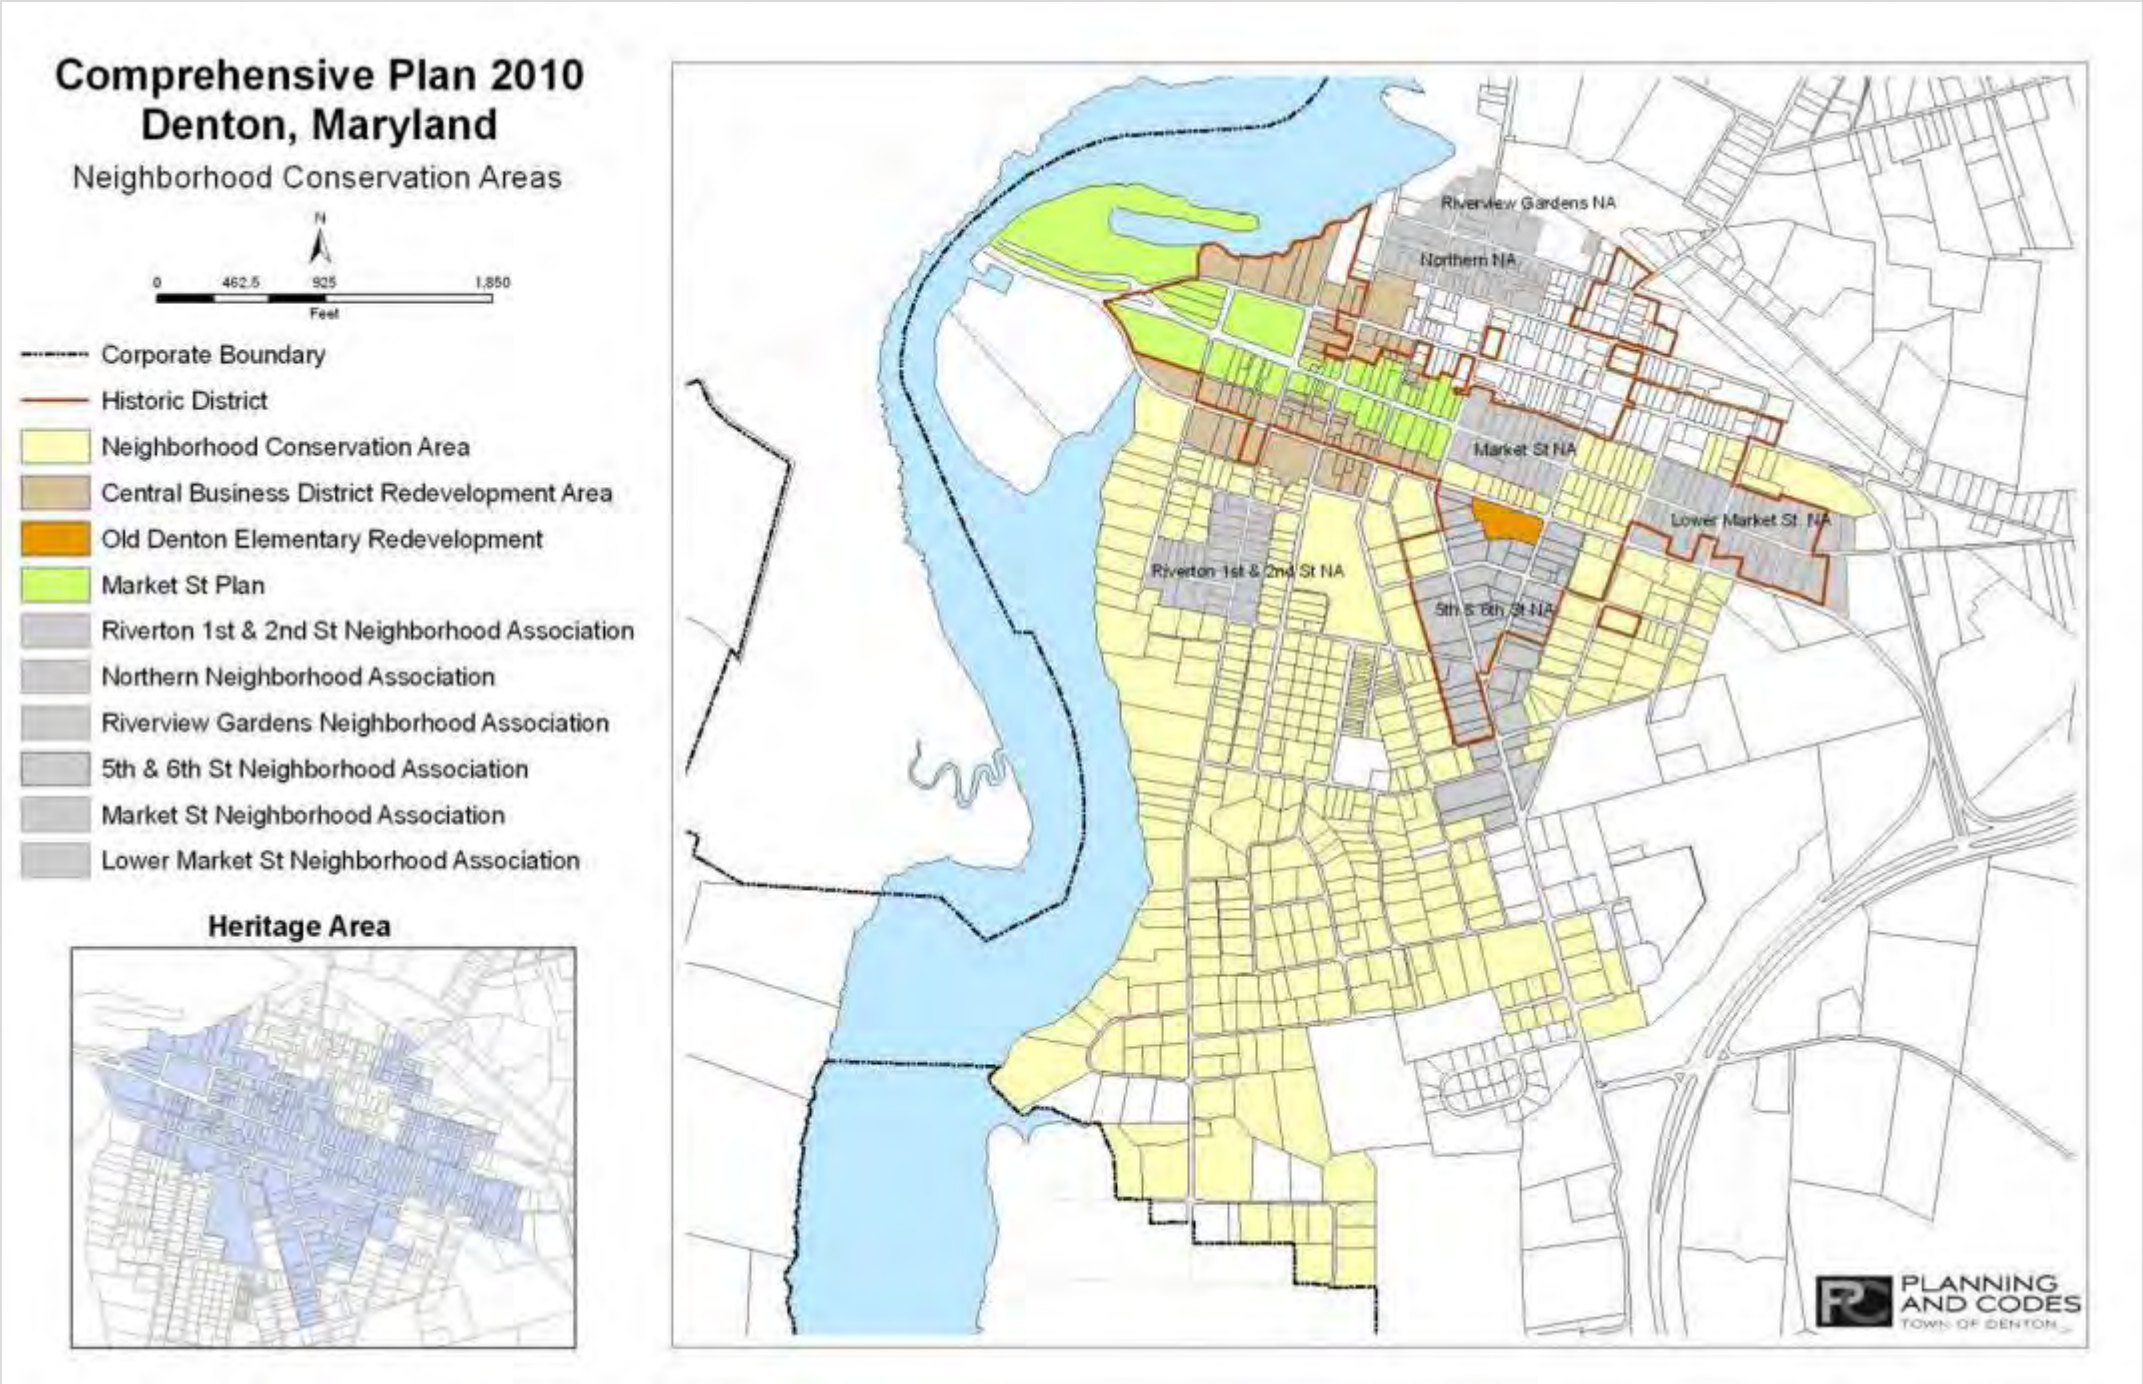 Comprehensive Plan 2010
Denton, Maryland
Neighborhood Conservation Areas
N
0 462.5 925 1,850
Feet
Corporate Boundary
Historic District
Neighborhood Conservation Area
Central Business District Redevelopment Area
Old Denton Elementary Redevelopment
Market St Plan
Riverton 1st & 2nd St Neighborhood Association
Northern Neighborhood Association
Riverview Gardens Neighborhood Association
5th & 6th St Neighborhood Association
Market St Neighborhood Association
Lower Market St Neighborhood Association
Heritage Area
Riverview Gardens NA
Northern NA
Market St NA
Lower Market St. NA
Riverton 1st & 2nd St NA
5th & 6th St NA
PC
PLANNING
AND CODES
TOWN OF DENTON